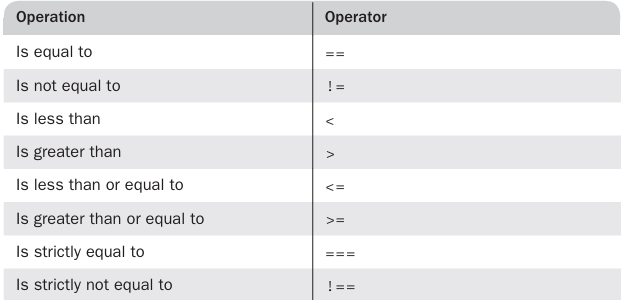 Operation Operator
Is equal to ==
Is not equal to !=
Is less than <
Is greater than >
Is less than or equal to <=
Is greater than or equal to >=
Is strictly equal to ===
Is strictly not equal to !==